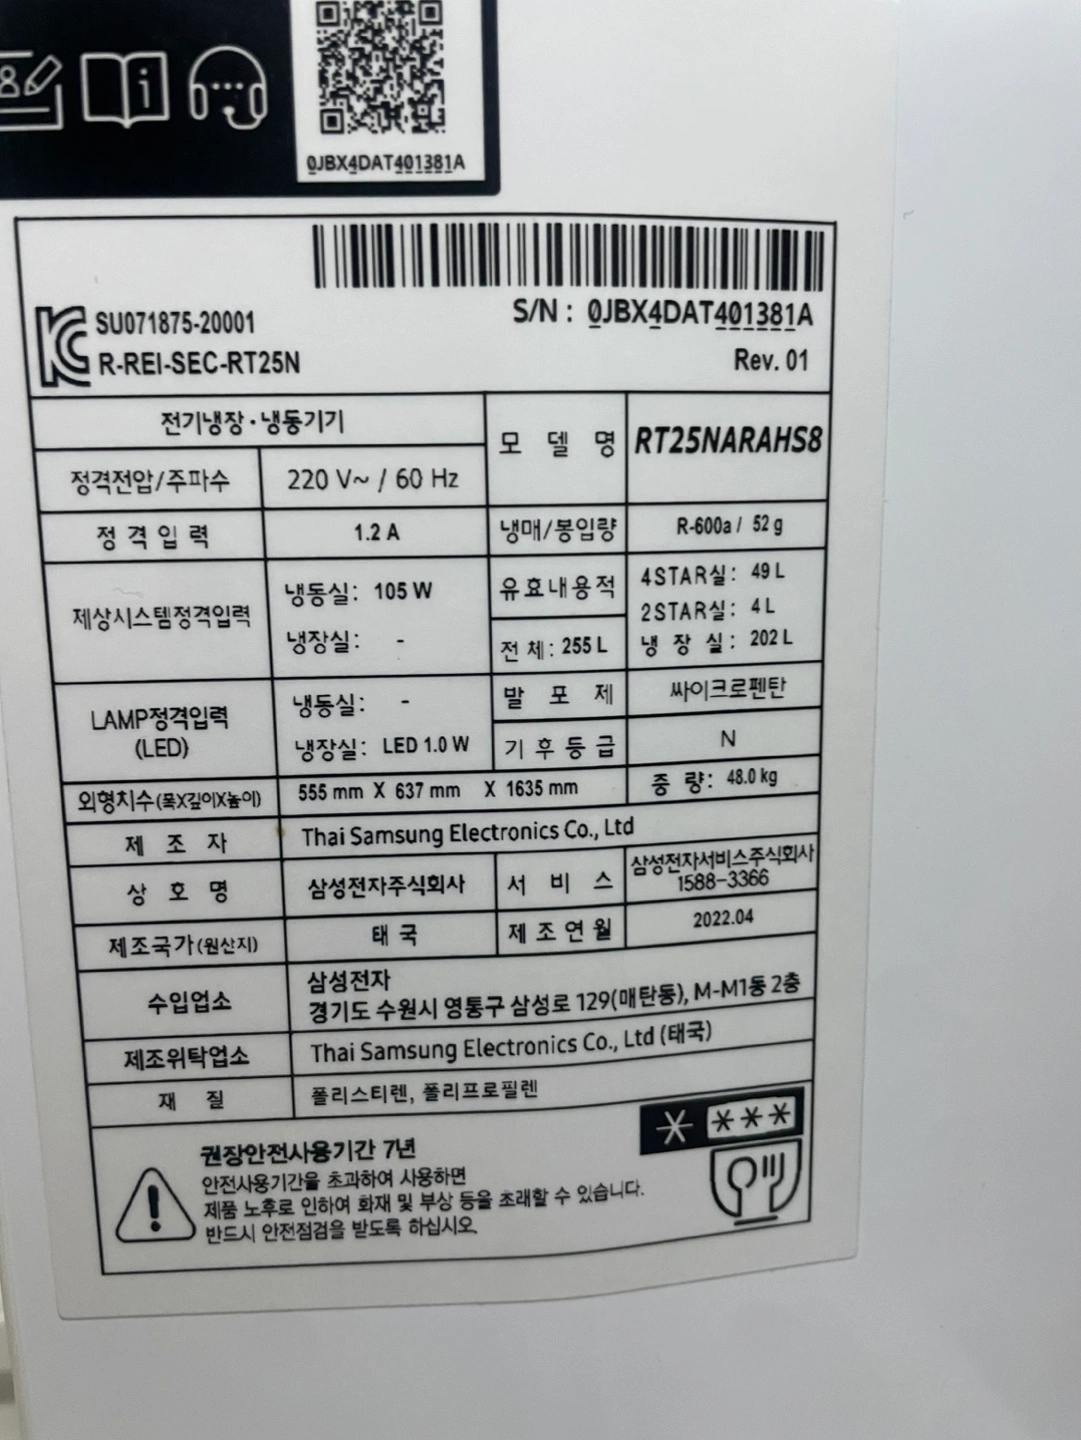 0JBX4DAT401381A
S/N : 0JBX4DAT401381A
SU071875-20001
R-REI-SEC-RT25N
Rev. 01
전기냉장·냉동기기
모 델 명 RT25NARAHS8
정격전압/주파수 220 V~ / 60 Hz
정 격 입 력 1.2 A
냉매/봉입량 R-600a / 52 g
제상시스템정격입력 냉동실: 105 W
냉장실: -
유효내용적 4STAR실: 49 L
2STAR실: 4 L
전 체: 255 L 냉 장 실: 202 L
LAMP정격입력
(LED)
냉동실: -
냉장실: LED 1.0 W
발 포 제 싸이크로펜탄
기 후 등 급 N
외형치수(폭X깊이X높이) 555 mm X 637 mm X 1635 mm 중 량: 48.0 kg
제 조 자 Thai Samsung Electronics Co., Ltd
상 호 명 삼성전자주식회사 서 비 스 삼성전자서비스주식회사
1588-3366
제조국가(원산지) 태 국 제 조 연 월 2022.04
수입업소 삼성전자
경기도 수원시 영통구 삼성로 129(매탄동), M-M1동 2층
제조위탁업소 Thai Samsung Electronics Co., Ltd (태국)
재 질 폴리스티렌, 폴리프로필렌
권장안전사용기간 7년
안전사용기간을 초과하여 사용하면
제품 노후로 인하여 화재 및 부상 등을 초래할 수 있습니다.
반드시 안전점검을 받도록 하십시오.